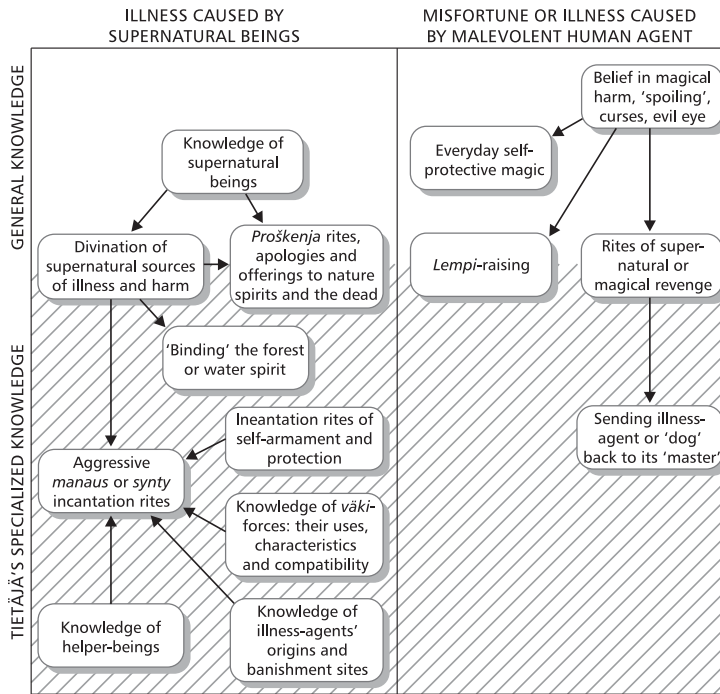 ILLNESS CAUSED BY
SUPERNATURAL BEINGS
MISFORTUNE OR ILLNESS CAUSED
BY MALEVOLENT HUMAN AGENT
GENERAL KNOWLEDGE
Knowledge of
supernatural
beings
Divination of
supernatural sources
of illness and harm
Proškenja rites,
apologies and
offerings to nature
spirits and the dead
Belief in magical
harm, ‘spoiling’,
curses, evil eye
Everyday self-
protective magic
Lempi-raising
Rites of super-
natural or
magical revenge
TIETÄJÄ’S SPECIALIZED KNOWLEDGE
‘Binding’ the forest
or water spirit
Incantation rites of
self-armament and
protection
Aggressive
manaus or synty
incantation rites
Knowledge of väki-
forces: their uses,
characteristics
and compatibility
Knowledge of
helper-beings
Knowledge of
illness-agents’
origins and
banishment sites
Sending illness-
agent or ‘dog’
back to its ‘master’